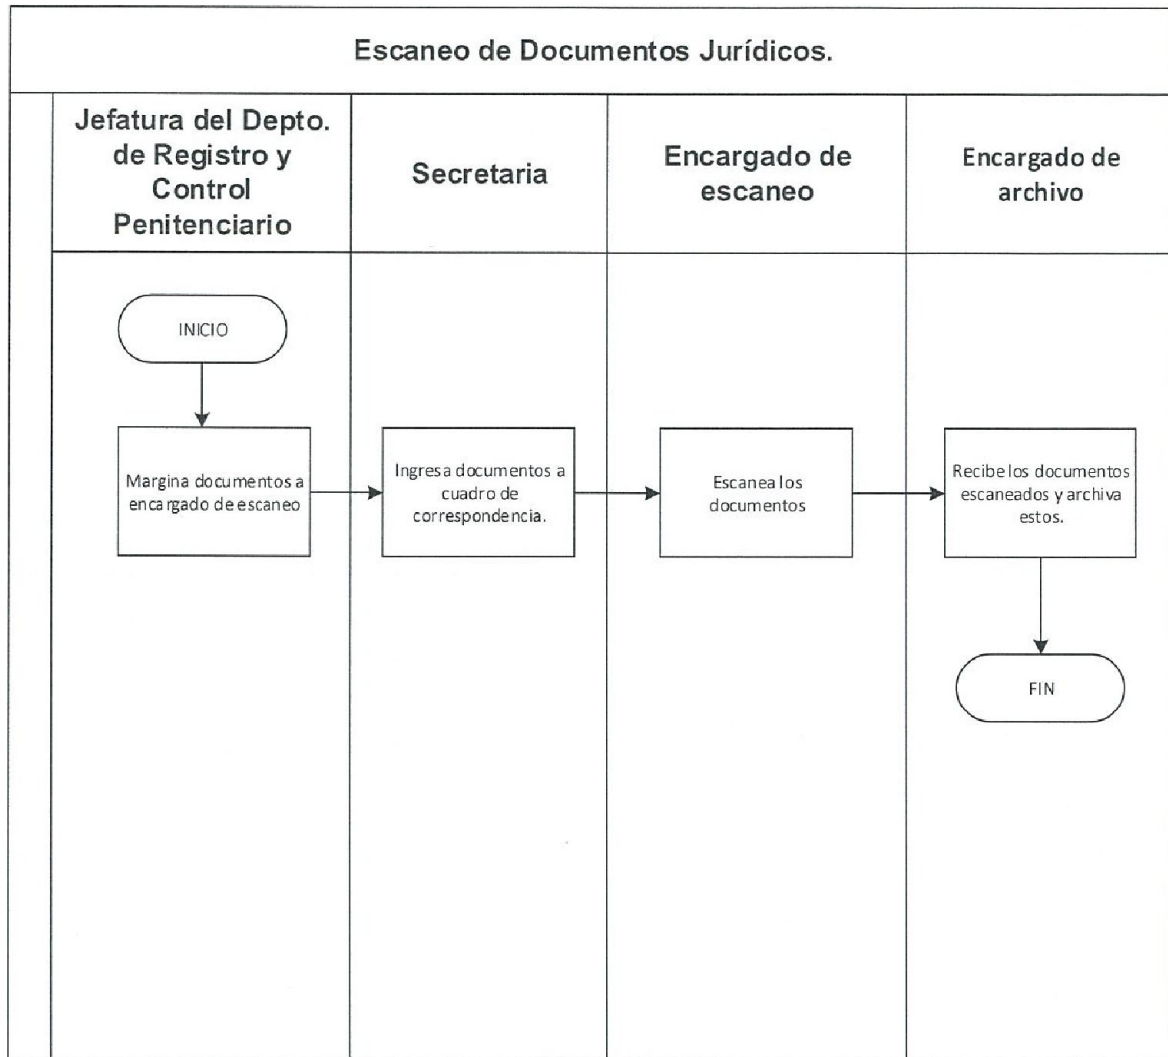 Escaneo de Documentos Jurídicos.
Jefatura del Depto.
de Registro y
Control
Penitenciario
Secretaria
Encargado de
escaneo
Encargado de
archivo
INICIO
Margina documentos a
encargado de escaneo
Ingresa documentos a
cuadro de
correspondencia.
Escanea los
documentos
Recibe los documentos
escaneados y archiva
estos.
FIN